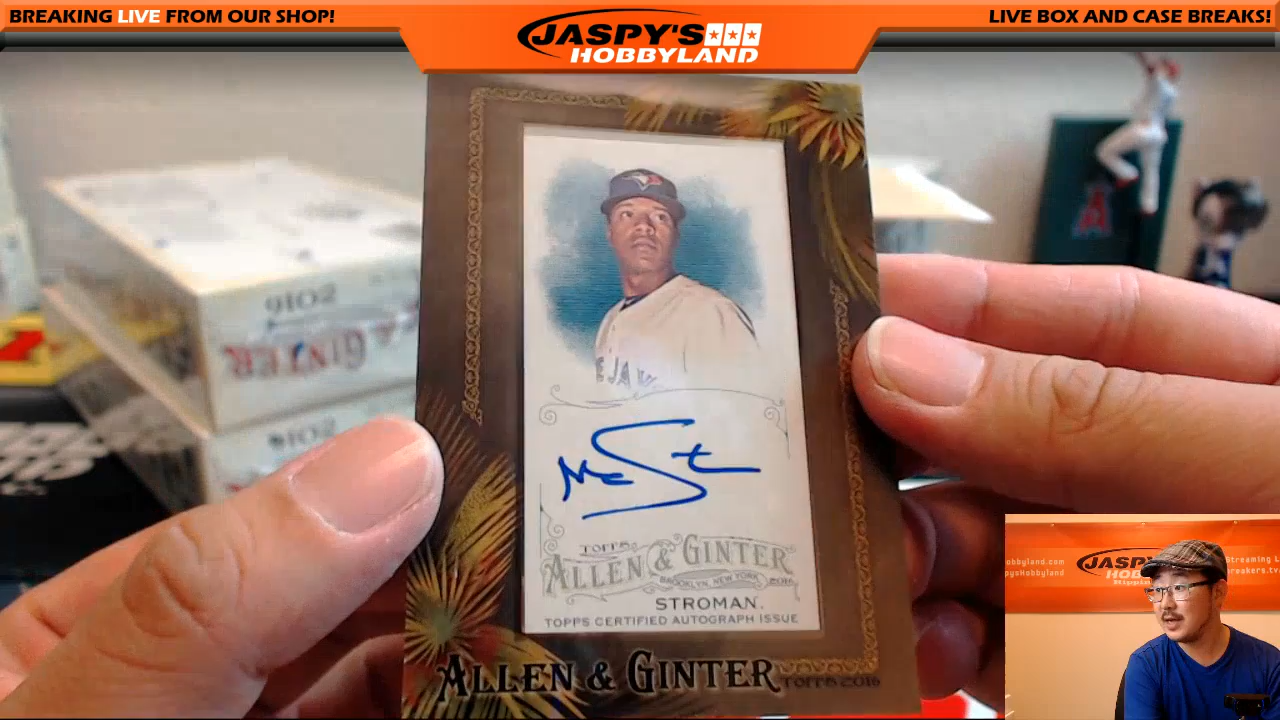 BREAKING LIVE FROM OUR SHOP!
JASPY'S
HOBBYLAND
LIVE BOX AND CASE BREAKS!
A
2016
GINTER
2016
TOPPS
ALLEN & GINTER
BROOKLYN, NEW YORK 2016
STROMAN.
TOPPS CERTIFIED AUTOGRAPH ISSUE
ALLEN & GINTER
TOPPS 2016